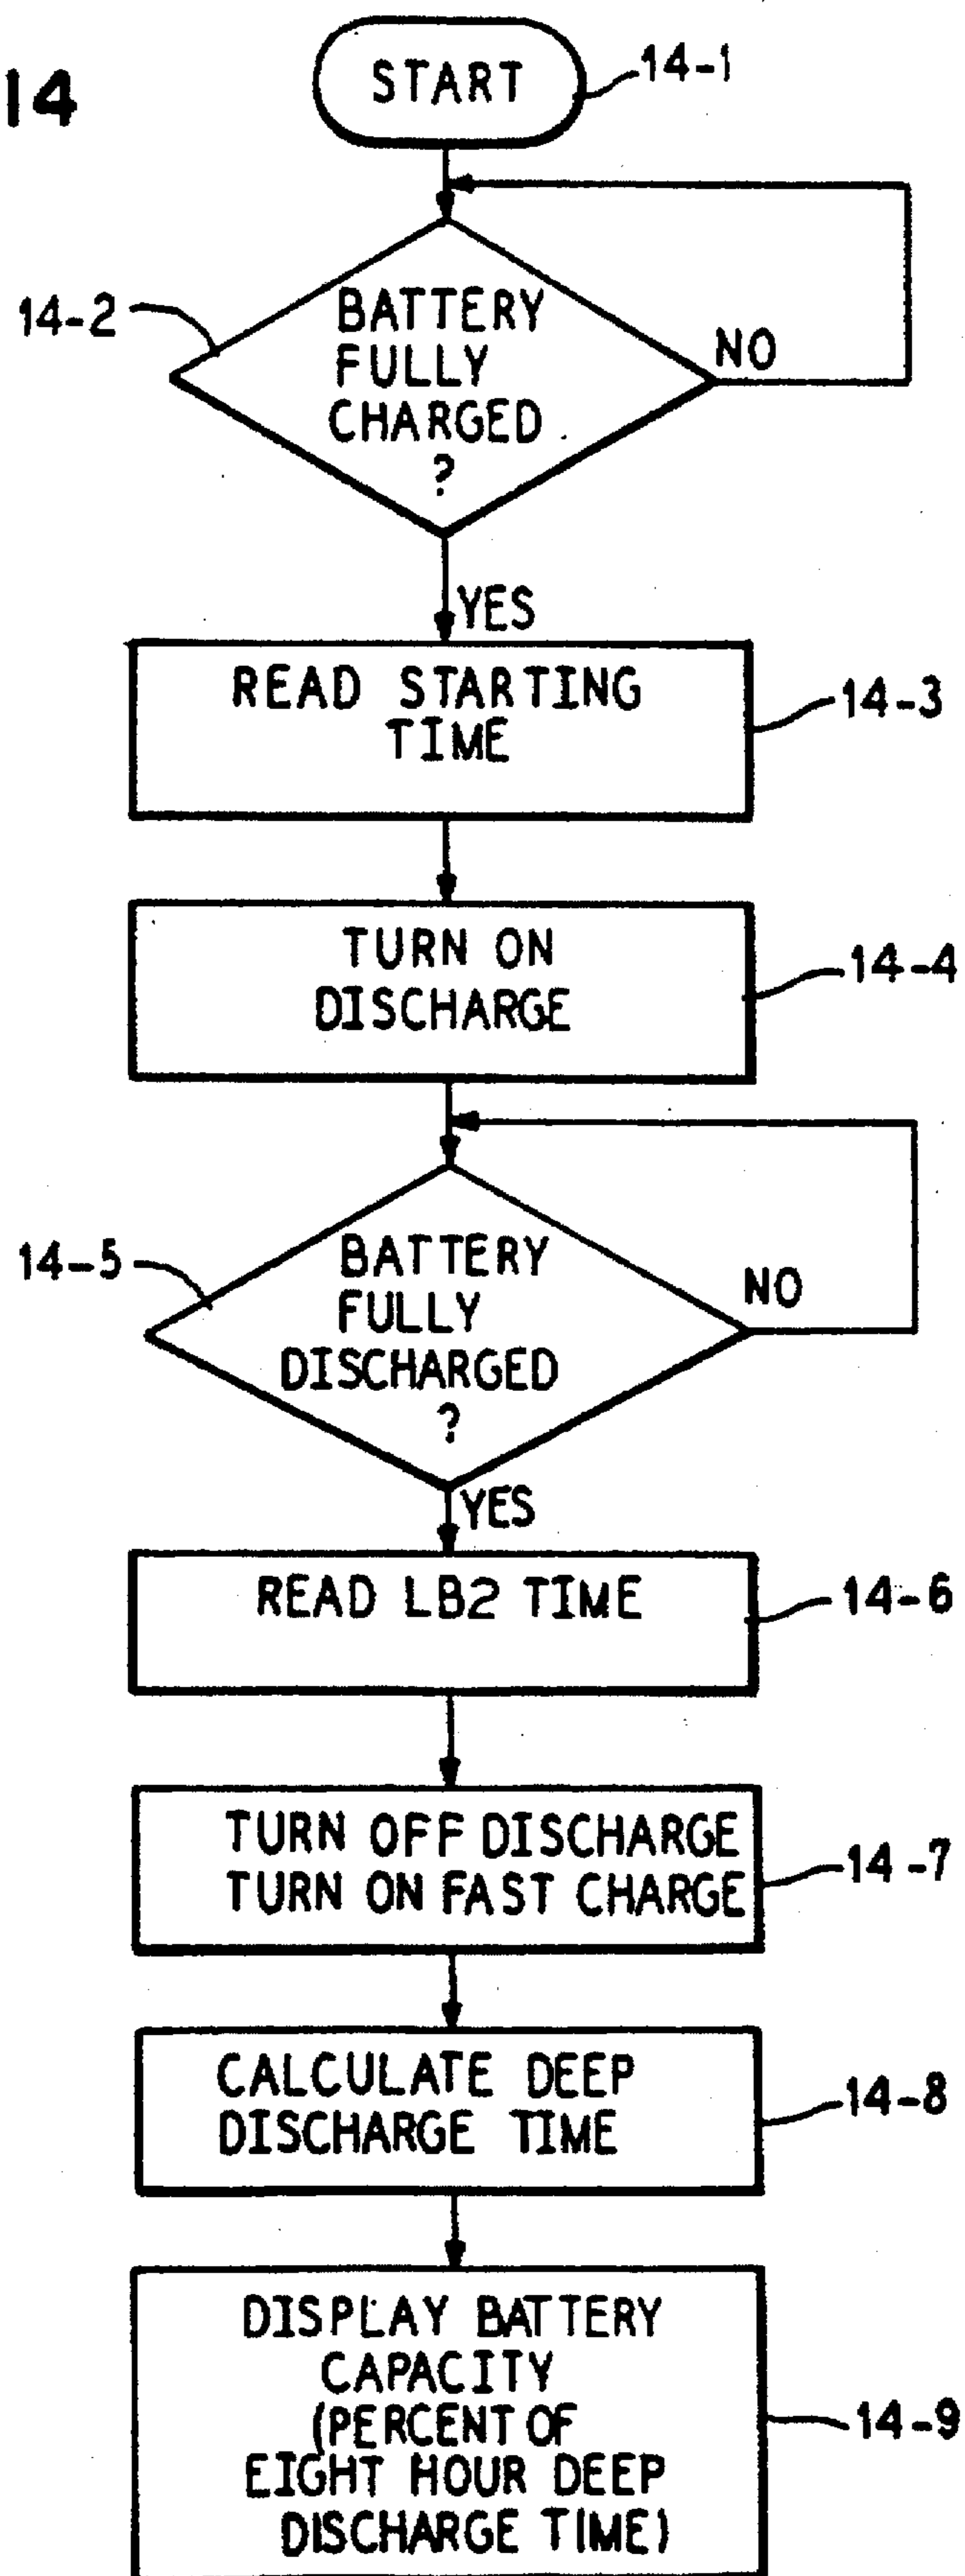 14
START
14-1
14-2
BATTERY
FULLY
CHARGED
?
NO
YES
READ STARTING
TIME
14-3
TURN ON
DISCHARGE
14-4
14-5
BATTERY
FULLY
DISCHARGED
?
NO
YES
READ LB2 TIME
14-6
TURN OFF DISCHARGE
TURN ON FAST CHARGE
14-7
CALCULATE DEEP
DISCHARGE TIME
14-8
DISPLAY BATTERY
CAPACITY
(PERCENT OF
EIGHT HOUR DEEP
DISCHARGE TIME)
14-9